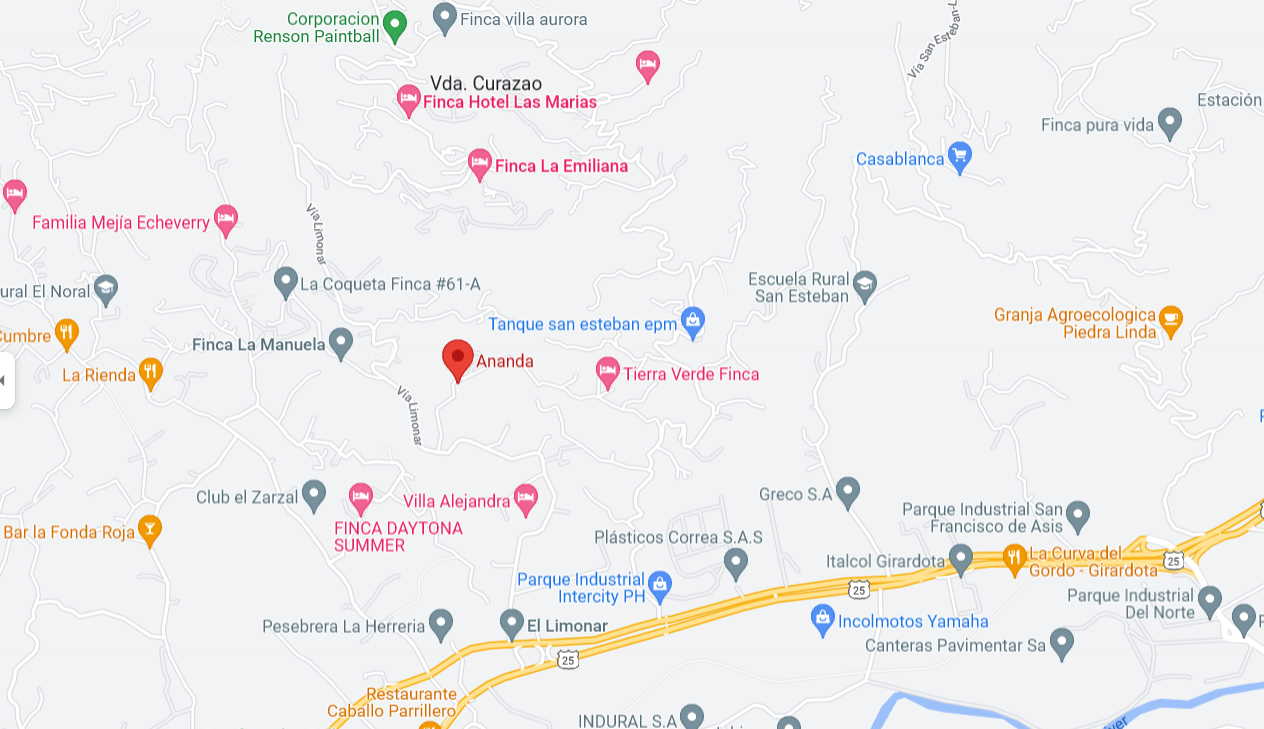 Corporacion
Renson Paintball
Finca villa aurora
Vía San Esteban-L
Vda. Curazao
Finca Hotel Las Marias
Estación
Finca pura vida
Casablanca
Finca La Emiliana
Familia Mejía Echeverry
Vía Limonar
La Coqueta Finca #61-A
Escuela Rural
San Esteban
ural El Noral
Granja Agroecologica
Piedra Linda
Tanque san esteban epm
Cumbre
Finca La Manuela
Ananda
La Rienda
Tierra Verde Finca
Vía Limonar
Club el Zarzal
Villa Alejandra
Greco S.A
Parque Industrial San
Francisco de Asis
Bar la Fonda Roja
FINCA DAYTONA
SUMMER
Plásticos Correa S.A.S
Italcol Girardota
La Curva del
Gordo - Girardota
25
Parque Industrial
Intercity PH
25
Parque Industrial
Del Norte
Pesebrera La Herreria
El Limonar
Incolmotos Yamaha
Canteras Pavimentar Sa
25
Restaurante
Caballo Parrillero
INDURAL S.A